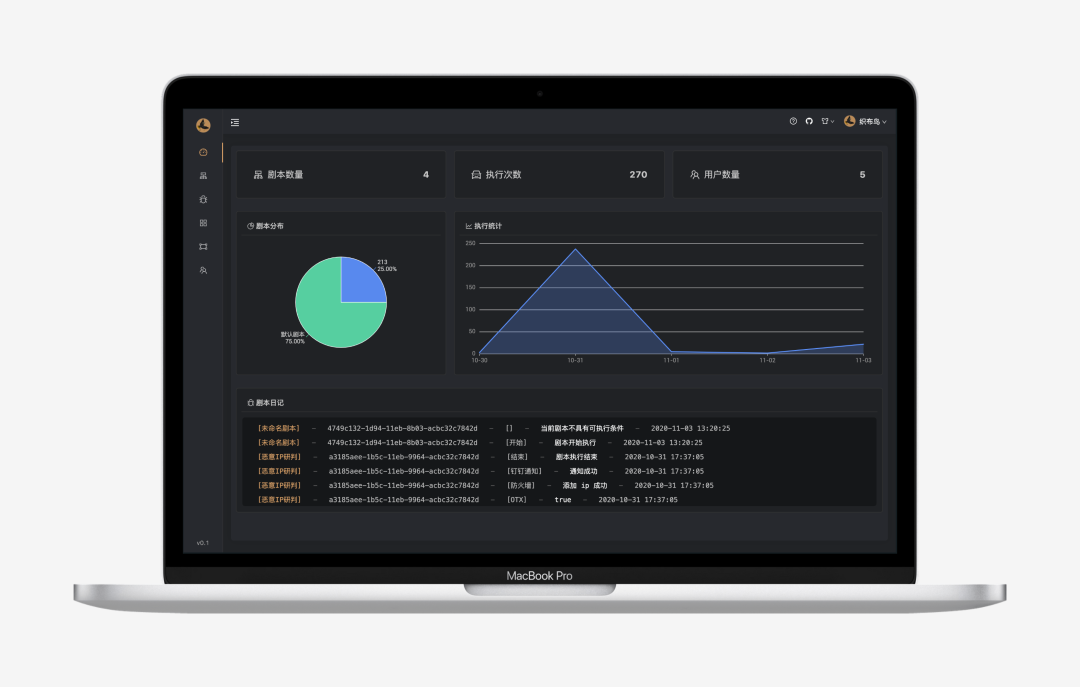 织布鸟
剧本数量 4
执行次数 270
用户数量 5
剧本分布
213
25.00%
默认剧本
75.00%
执行统计
250
200
150
100
50
0
10-30 10-31 11-01 11-02 11-03
剧本日记
[未命名剧本] — 4749c132-1d94-11eb-8b03-acbc32c7842d — [] — 当前剧本不具有可执行条件 — 2020-11-03 13:20:25
[未命名剧本] — 4749c132-1d94-11eb-8b03-acbc32c7842d — [开始] — 剧本开始执行 — 2020-11-03 13:20:25
[恶意IP研判] — a3185aee-1b5c-11eb-9964-acbc32c7842d — [结束] — 剧本执行结束 — 2020-10-31 17:37:05
[恶意IP研判] — a3185aee-1b5c-11eb-9964-acbc32c7842d — [钉钉通知] — 通知成功 — 2020-10-31 17:37:05
[恶意IP研判] — a3185aee-1b5c-11eb-9964-acbc32c7842d — [防火墙] — 添加 ip 成功 — 2020-10-31 17:37:05
[恶意IP研判] — a3185aee-1b5c-11eb-9964-acbc32c7842d — [OTX] — true — 2020-10-31 17:37:05
v0.1
MacBook Pro